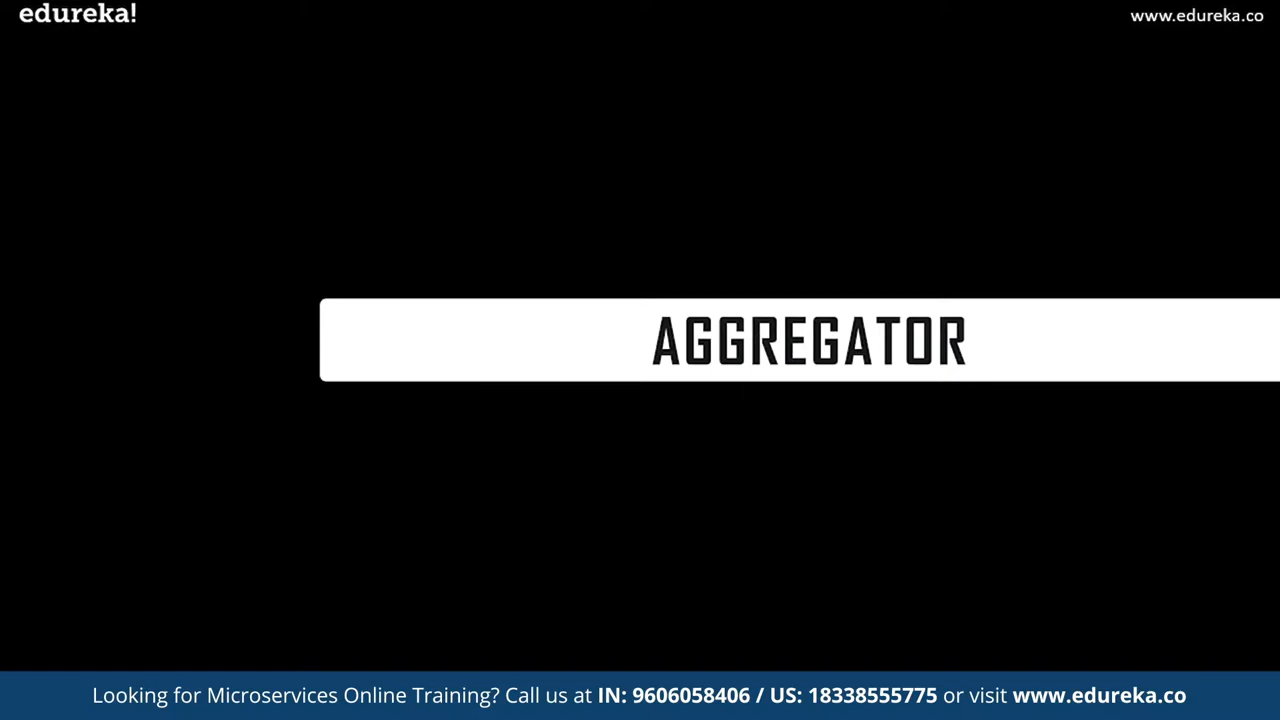 edureka!
www.edureka.co
AGGREGATOR
Looking for Microservices Online Training? Call us at IN: 9606058406 / US: 18338555775 or visit www.edureka.co